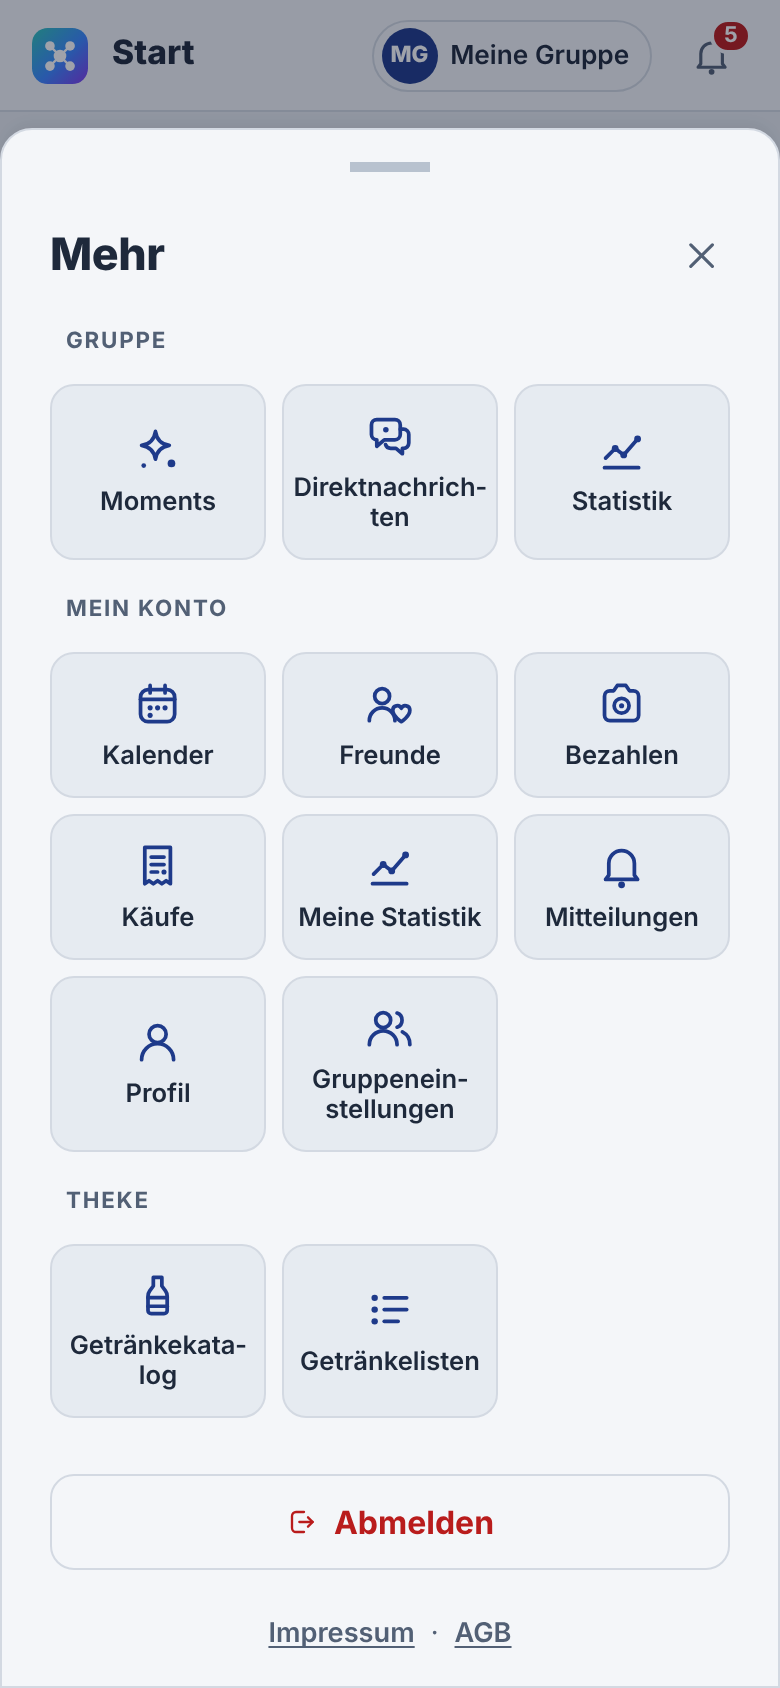 Start
MG Meine Gruppe
5
Mehr
GRUPPE
Moments
Direktnachrich-
ten
Statistik
MEIN KONTO
Kalender
Freunde
Bezahlen
Käufe
Meine Statistik
Mitteilungen
Profil
Gruppenein-
stellungen
THEKE
Getränkekata-
log
Getränkelisten
Abmelden
Impressum · AGB